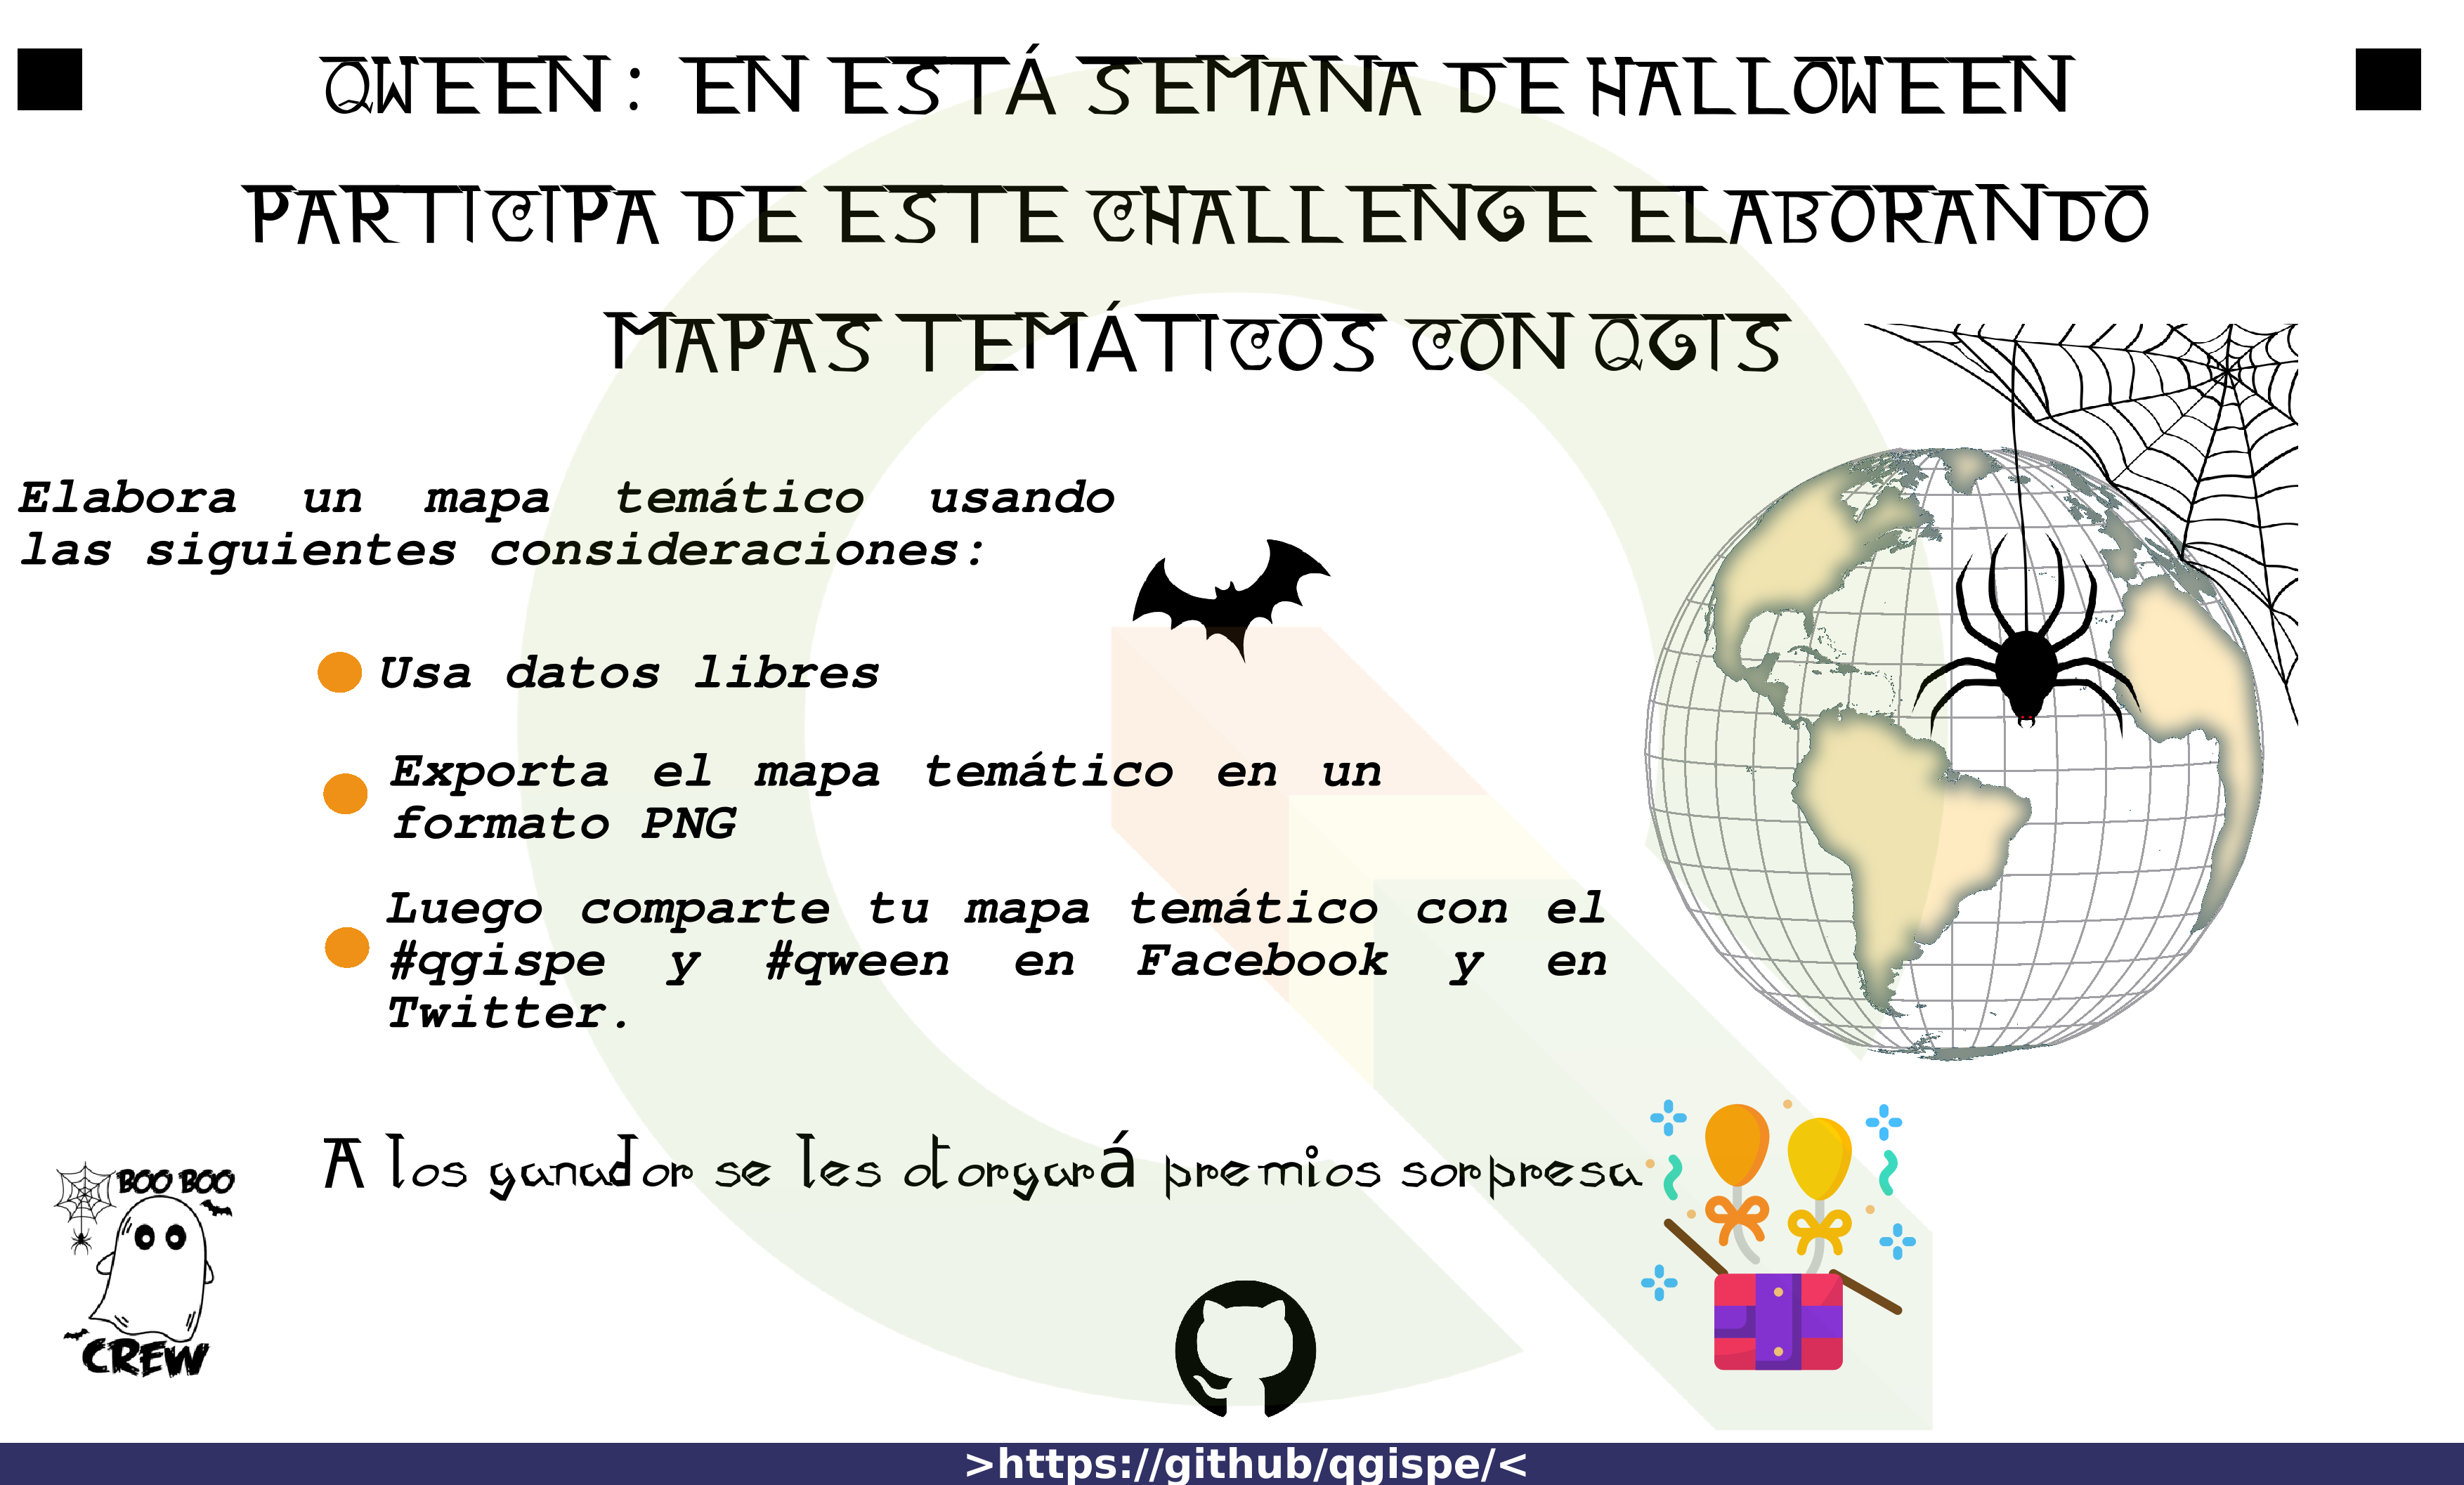 QWEEN: EN ESTÁ SEMANA DE HALLOWEEN
PARTICIPA DE ESTE CHALLENGE ELABORANDO
MAPAS TEMÁTICOS CON QGIS
Elabora un mapa temático usando
las siguientes consideraciones:
Usa datos libres
Exporta el mapa temático en un
formato PNG
Luego comparte tu mapa temático con el
#qgispe y #qween en Facebook y en
Twitter.
A los ganador se les otorgará premios sorpresa
BOO BOO
CREW
>https://github/qgispe/<